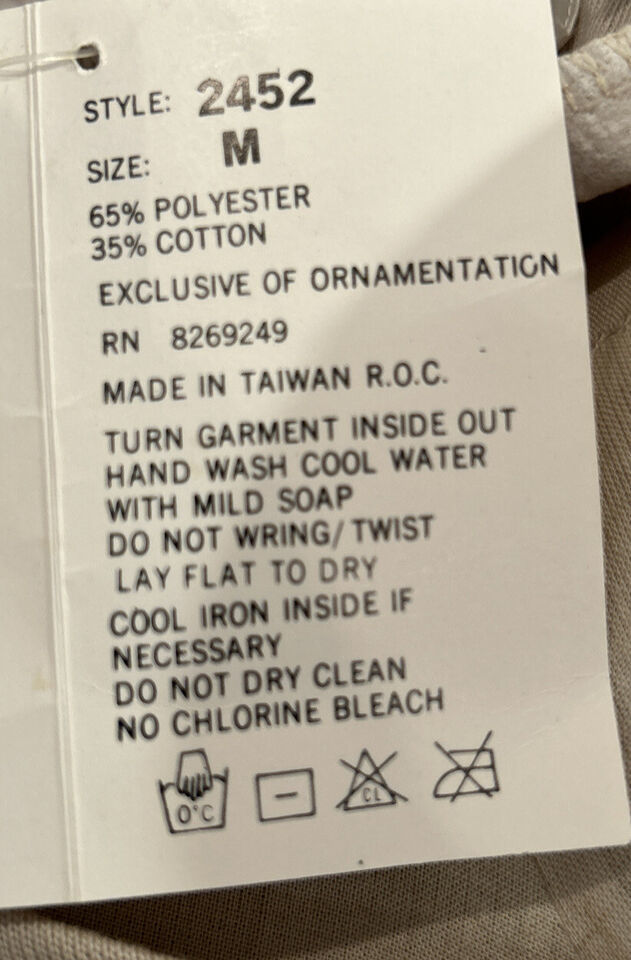 STYLE: 2452
SIZE: M
65% POLYESTER
35% COTTON
EXCLUSIVE OF ORNAMENTATION
RN 8269249
MADE IN TAIWAN R.O.C.
TURN GARMENT INSIDE OUT
HAND WASH COOL WATER
WITH MILD SOAP
DO NOT WRING/TWIST
LAY FLAT TO DRY
COOL IRON INSIDE IF
NECESSARY
DO NOT DRY CLEAN
NO CHLORINE BLEACH
0°C CL